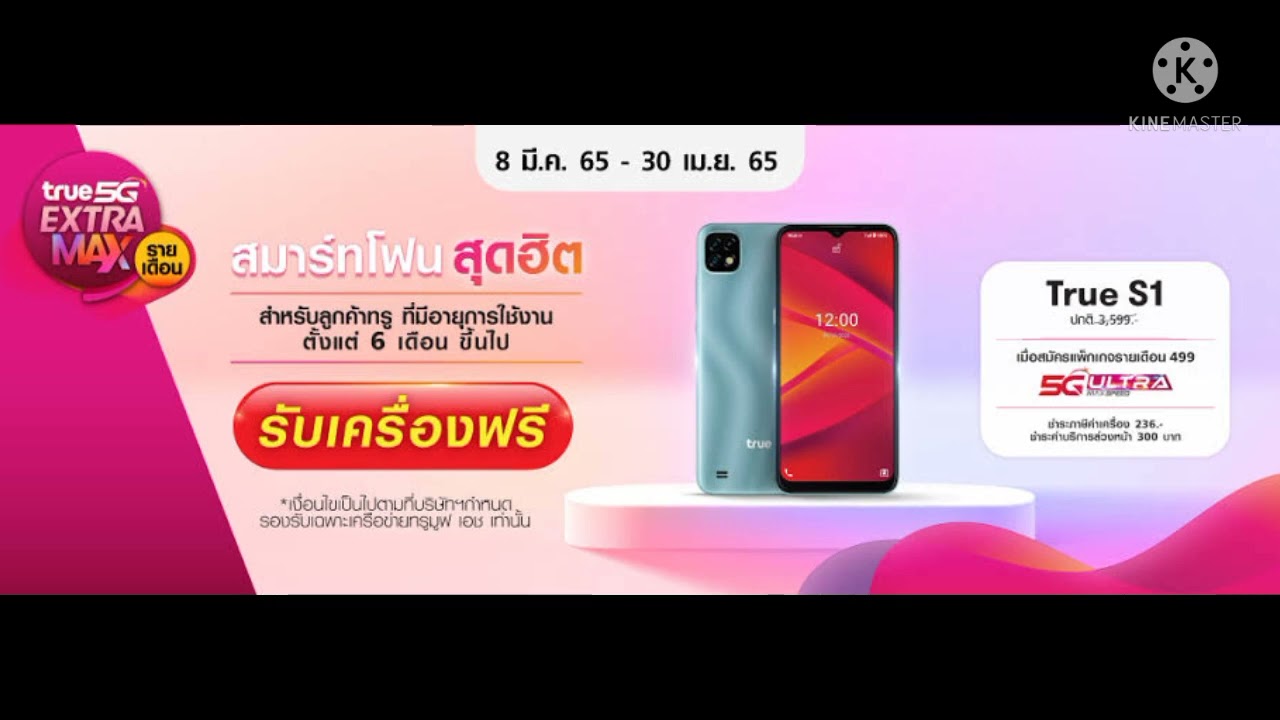 KINEMASTER
8 มี.ค. 65 - 30 เม.ย. 65
true 5G
EXTRA
MAX
ราย
เดือน
สมาร์ทโฟน สุดฮิต
สำหรับลูกค้าทรู ที่มีอายุการใช้งาน
ตั้งแต่ 6 เดือน ขึ้นไป
รับเครื่องฟรี
*เงื่อนไขเป็นไปตามที่บริษัทฯกำหนด
รองรับเฉพาะเครือข่ายทรูมูฟ เอช เท่านั้น
12:00
true
True S1
ปกติ 3,599.-
เมื่อสมัครแพ็กเกจรายเดือน 499
5G ULTRA
MAX SPEED
ชำระภาษีค่าเครื่อง 236.-
ชำระค่าบริการล่วงหน้า 300 บาท